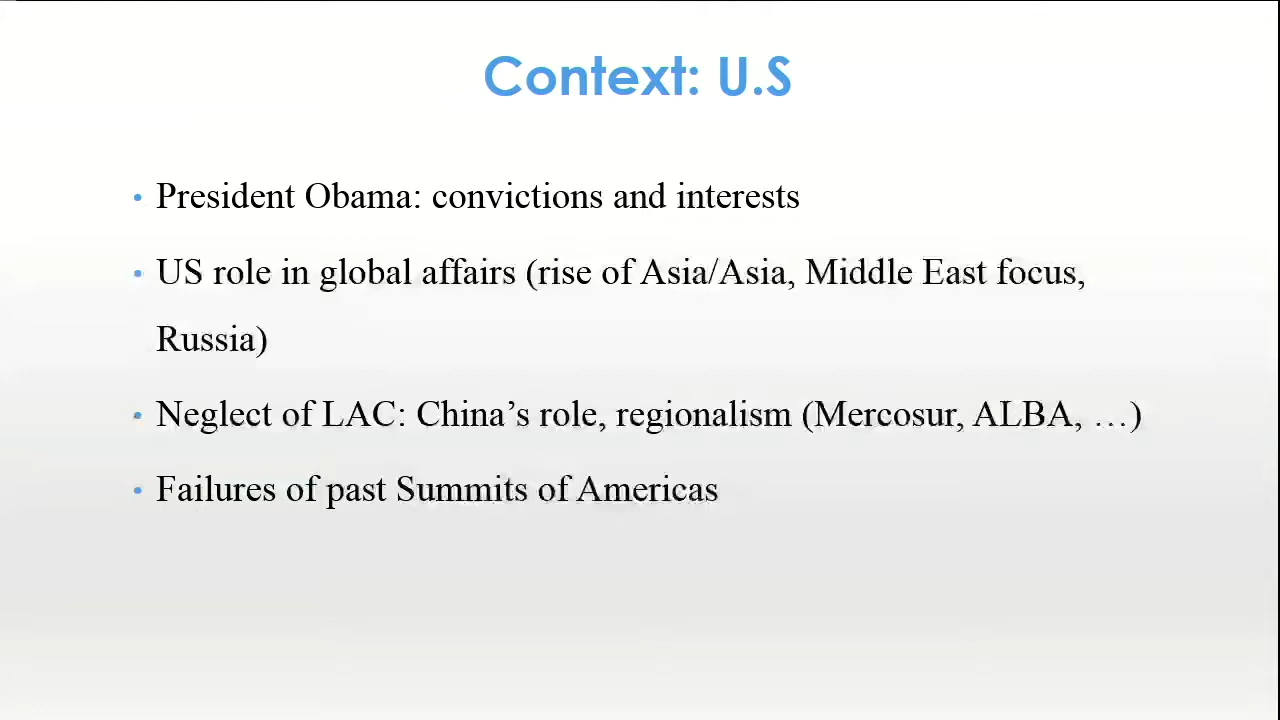 Context: U.S
• President Obama: convictions and interests
• US role in global affairs (rise of Asia/Asia, Middle East focus,
Russia)
• Neglect of LAC: China’s role, regionalism (Mercosur, ALBA, …)
• Failures of past Summits of Americas